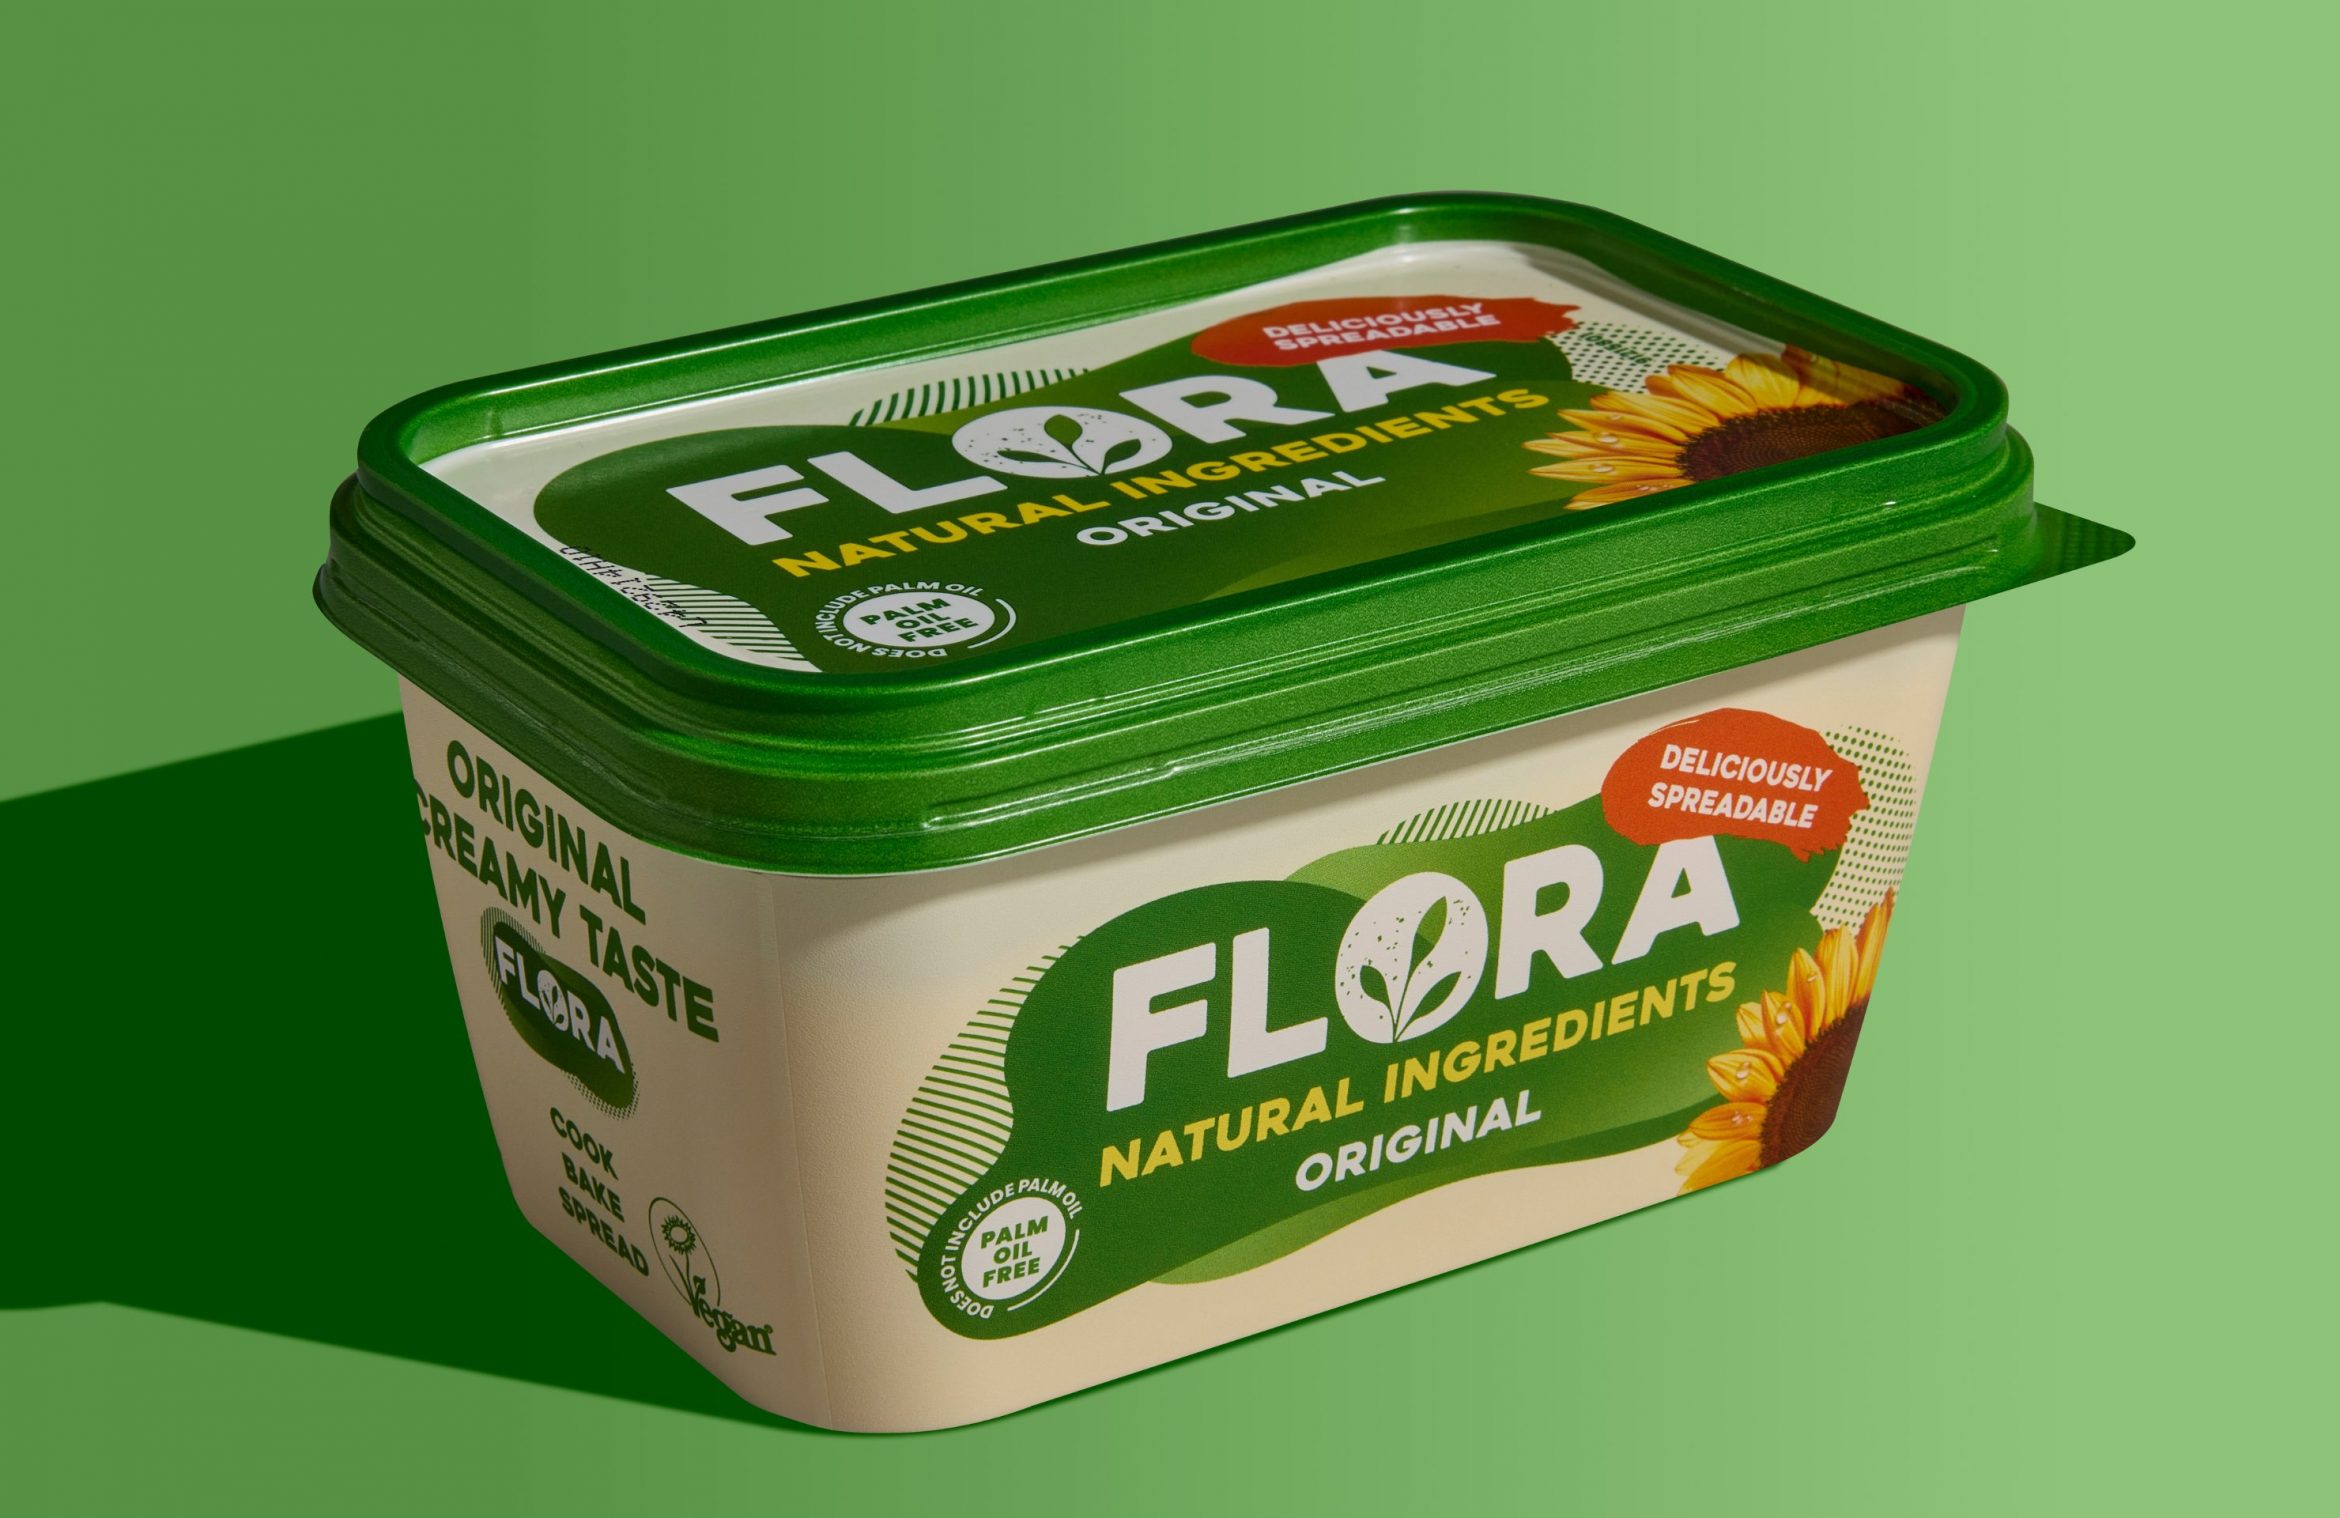 DELICIOUSLY
SPREADABLE
FLORA
NATURAL INGREDIENTS
ORIGINAL
DOES NOT INCLUDE PALM OIL
PALM
OIL
FREE
ORIGINAL
CREAMY TASTE
FLORA
COOK
BAKE
SPREAD
Vegan
DELICIOUSLY
SPREADABLE
FLORA
NATURAL INGREDIENTS
ORIGINAL
DOES NOT INCLUDE PALM OIL
PALM
OIL
FREE